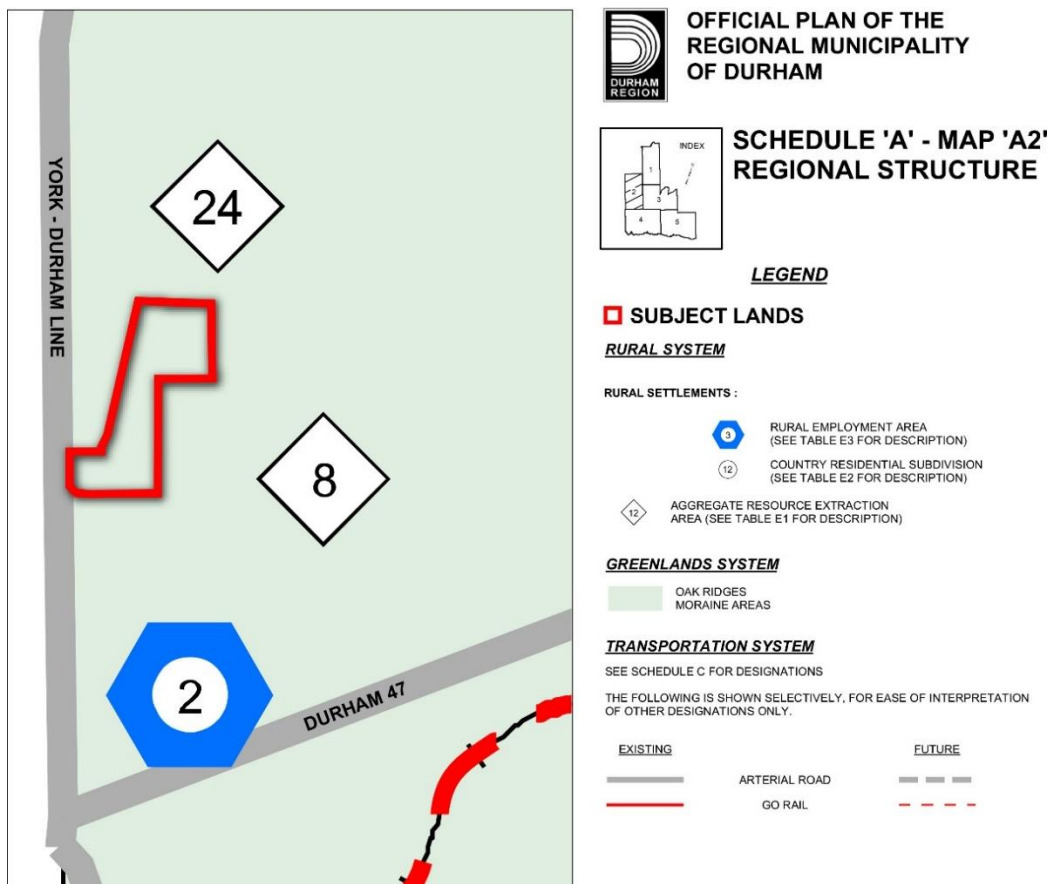 24
YORK - DURHAM LINE
8
2
DURHAM 47
DURHAM
REGION
OFFICIAL PLAN OF THE
REGIONAL MUNICIPALITY
OF DURHAM
INDEX
1
2
3
4
5
SCHEDULE 'A' - MAP 'A2'
REGIONAL STRUCTURE
LEGEND
SUBJECT LANDS
RURAL SYSTEM
RURAL SETTLEMENTS :
3
RURAL EMPLOYMENT AREA
(SEE TABLE E3 FOR DESCRIPTION)
12
COUNTRY RESIDENTIAL SUBDIVISION
(SEE TABLE E2 FOR DESCRIPTION)
12
AGGREGATE RESOURCE EXTRACTION
AREA (SEE TABLE E1 FOR DESCRIPTION)
GREENLANDS SYSTEM
OAK RIDGES
MORAINE AREAS
TRANSPORTATION SYSTEM
SEE SCHEDULE C FOR DESIGNATIONS
THE FOLLOWING IS SHOWN SELECTIVELY, FOR EASE OF INTERPRETATION
OF OTHER DESIGNATIONS ONLY.
EXISTING
FUTURE
ARTERIAL ROAD
GO RAIL